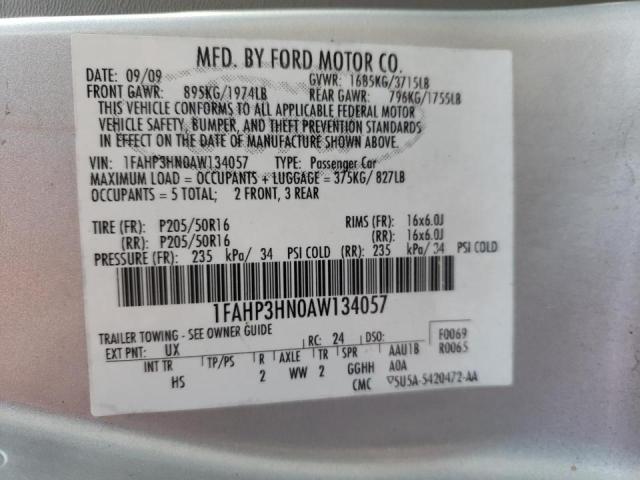 MFD. BY FORD MOTOR CO.
DATE: 09/09 GVWR: 1685KG/3715LB
FRONT GAWR: 895KG/1974LB REAR GAWR: 796KG/1755LB
THIS VEHICLE CONFORMS TO ALL APPLICABLE FEDERAL MOTOR
VEHICLE SAFETY, BUMPER, AND THEFT PREVENTION STANDARDS
IN EFFECT ON THE DATE OF MANUFACTURE SHOWN ABOVE.
VIN: 1FAHP3HN0AW134057 TYPE: Passenger Car
MAXIMUM LOAD = OCCUPANTS + LUGGAGE = 375KG/ 827LB
OCCUPANTS = 5 TOTAL; 2 FRONT, 3 REAR
TIRE (FR): P205/50R16 RIMS (FR): 16x6.0J
(RR): P205/50R16 (RR): 16x6.0J
PRESSURE (FR): 235 kPa/ 34 PSI COLD (RR): 235 kPa/ 34 PSI COLD
1FAHP3HN0AW134057
TRAILER TOWING - SEE OWNER GUIDE
EXT PNT: UX RC: 24 DSO: F0069
INT TR TP/PS R AXLE TR SPR AAU1B R0065
HS 2 WW 2 GGHH A0A
CMC 5U5A-5420472-AA